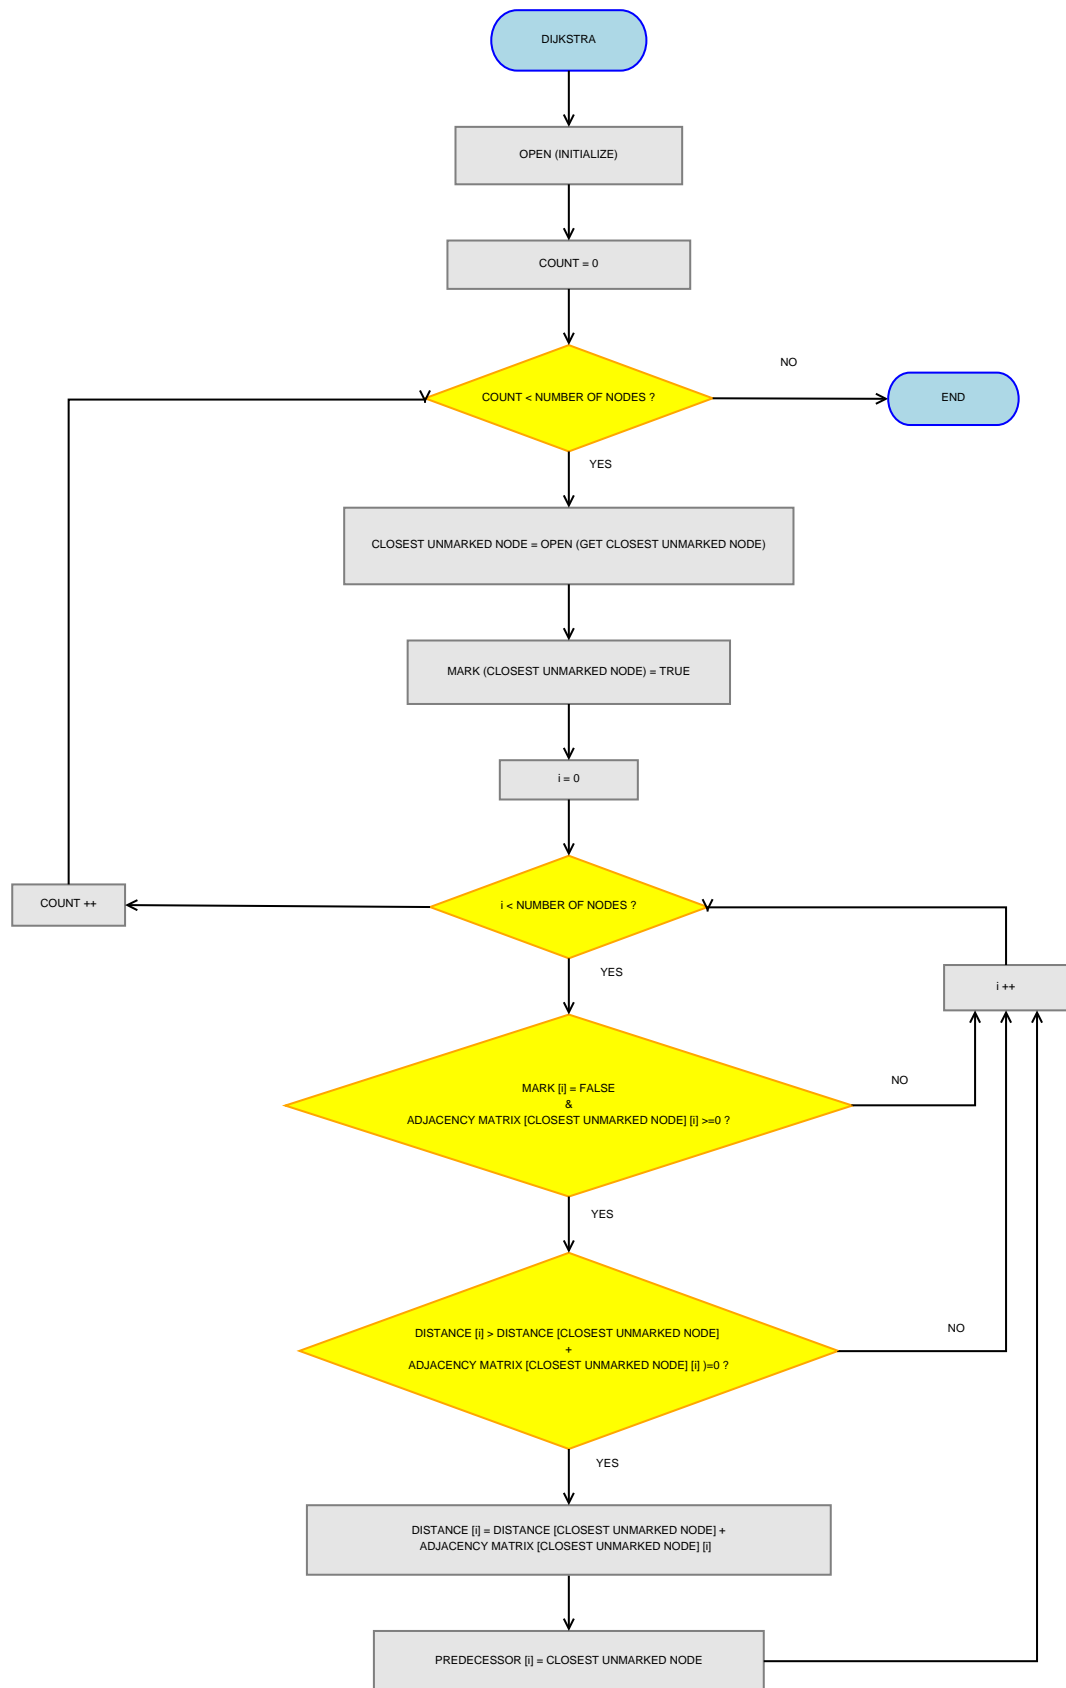 DIJKSTRA
OPEN (INITIALIZE)
COUNT = 0
NO
COUNT < NUMBER OF NODES ?
END
YES
CLOSEST UNMARKED NODE = OPEN (GET CLOSEST UNMARKED NODE)
MARK (CLOSEST UNMARKED NODE) = TRUE
i = 0
COUNT ++
i < NUMBER OF NODES ?
YES
i ++
MARK [i] = FALSE
&
ADJACENCY MATRIX [CLOSEST UNMARKED NODE] [i] >=0 ?
NO
YES
DISTANCE [i] > DISTANCE [CLOSEST UNMARKED NODE]
+
ADJACENCY MATRIX [CLOSEST UNMARKED NODE] [i] )=0 ?
NO
YES
DISTANCE [i] = DISTANCE [CLOSEST UNMARKED NODE] +
ADJACENCY MATRIX [CLOSEST UNMARKED NODE] [i]
PREDECESSOR [i] = CLOSEST UNMARKED NODE